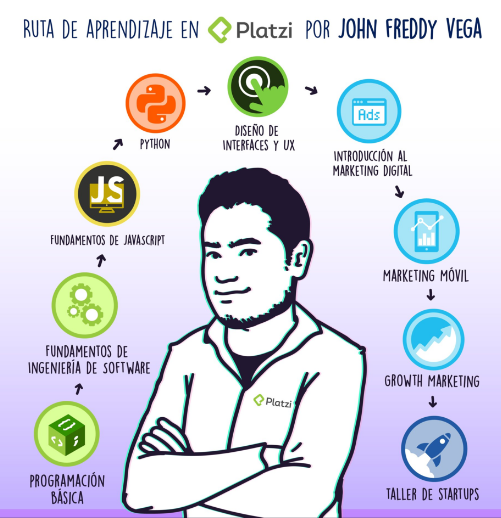 RUTA DE APRENDIZAJE EN Platzi POR JOHN FREDDY VEGA
PYTHON
DISEÑO DE
INTERFACES Y UX
Ads
INTRODUCCIÓN AL
MARKETING DIGITAL
JS
FUNDAMENTOS DE JAVASCRIPT
MARKETING MÓVIL
FUNDAMENTOS DE
INGENIERÍA DE SOFTWARE
GROWTH MARKETING
Platzi
PROGRAMACIÓN
BÁSICA
TALLER DE STARTUPS